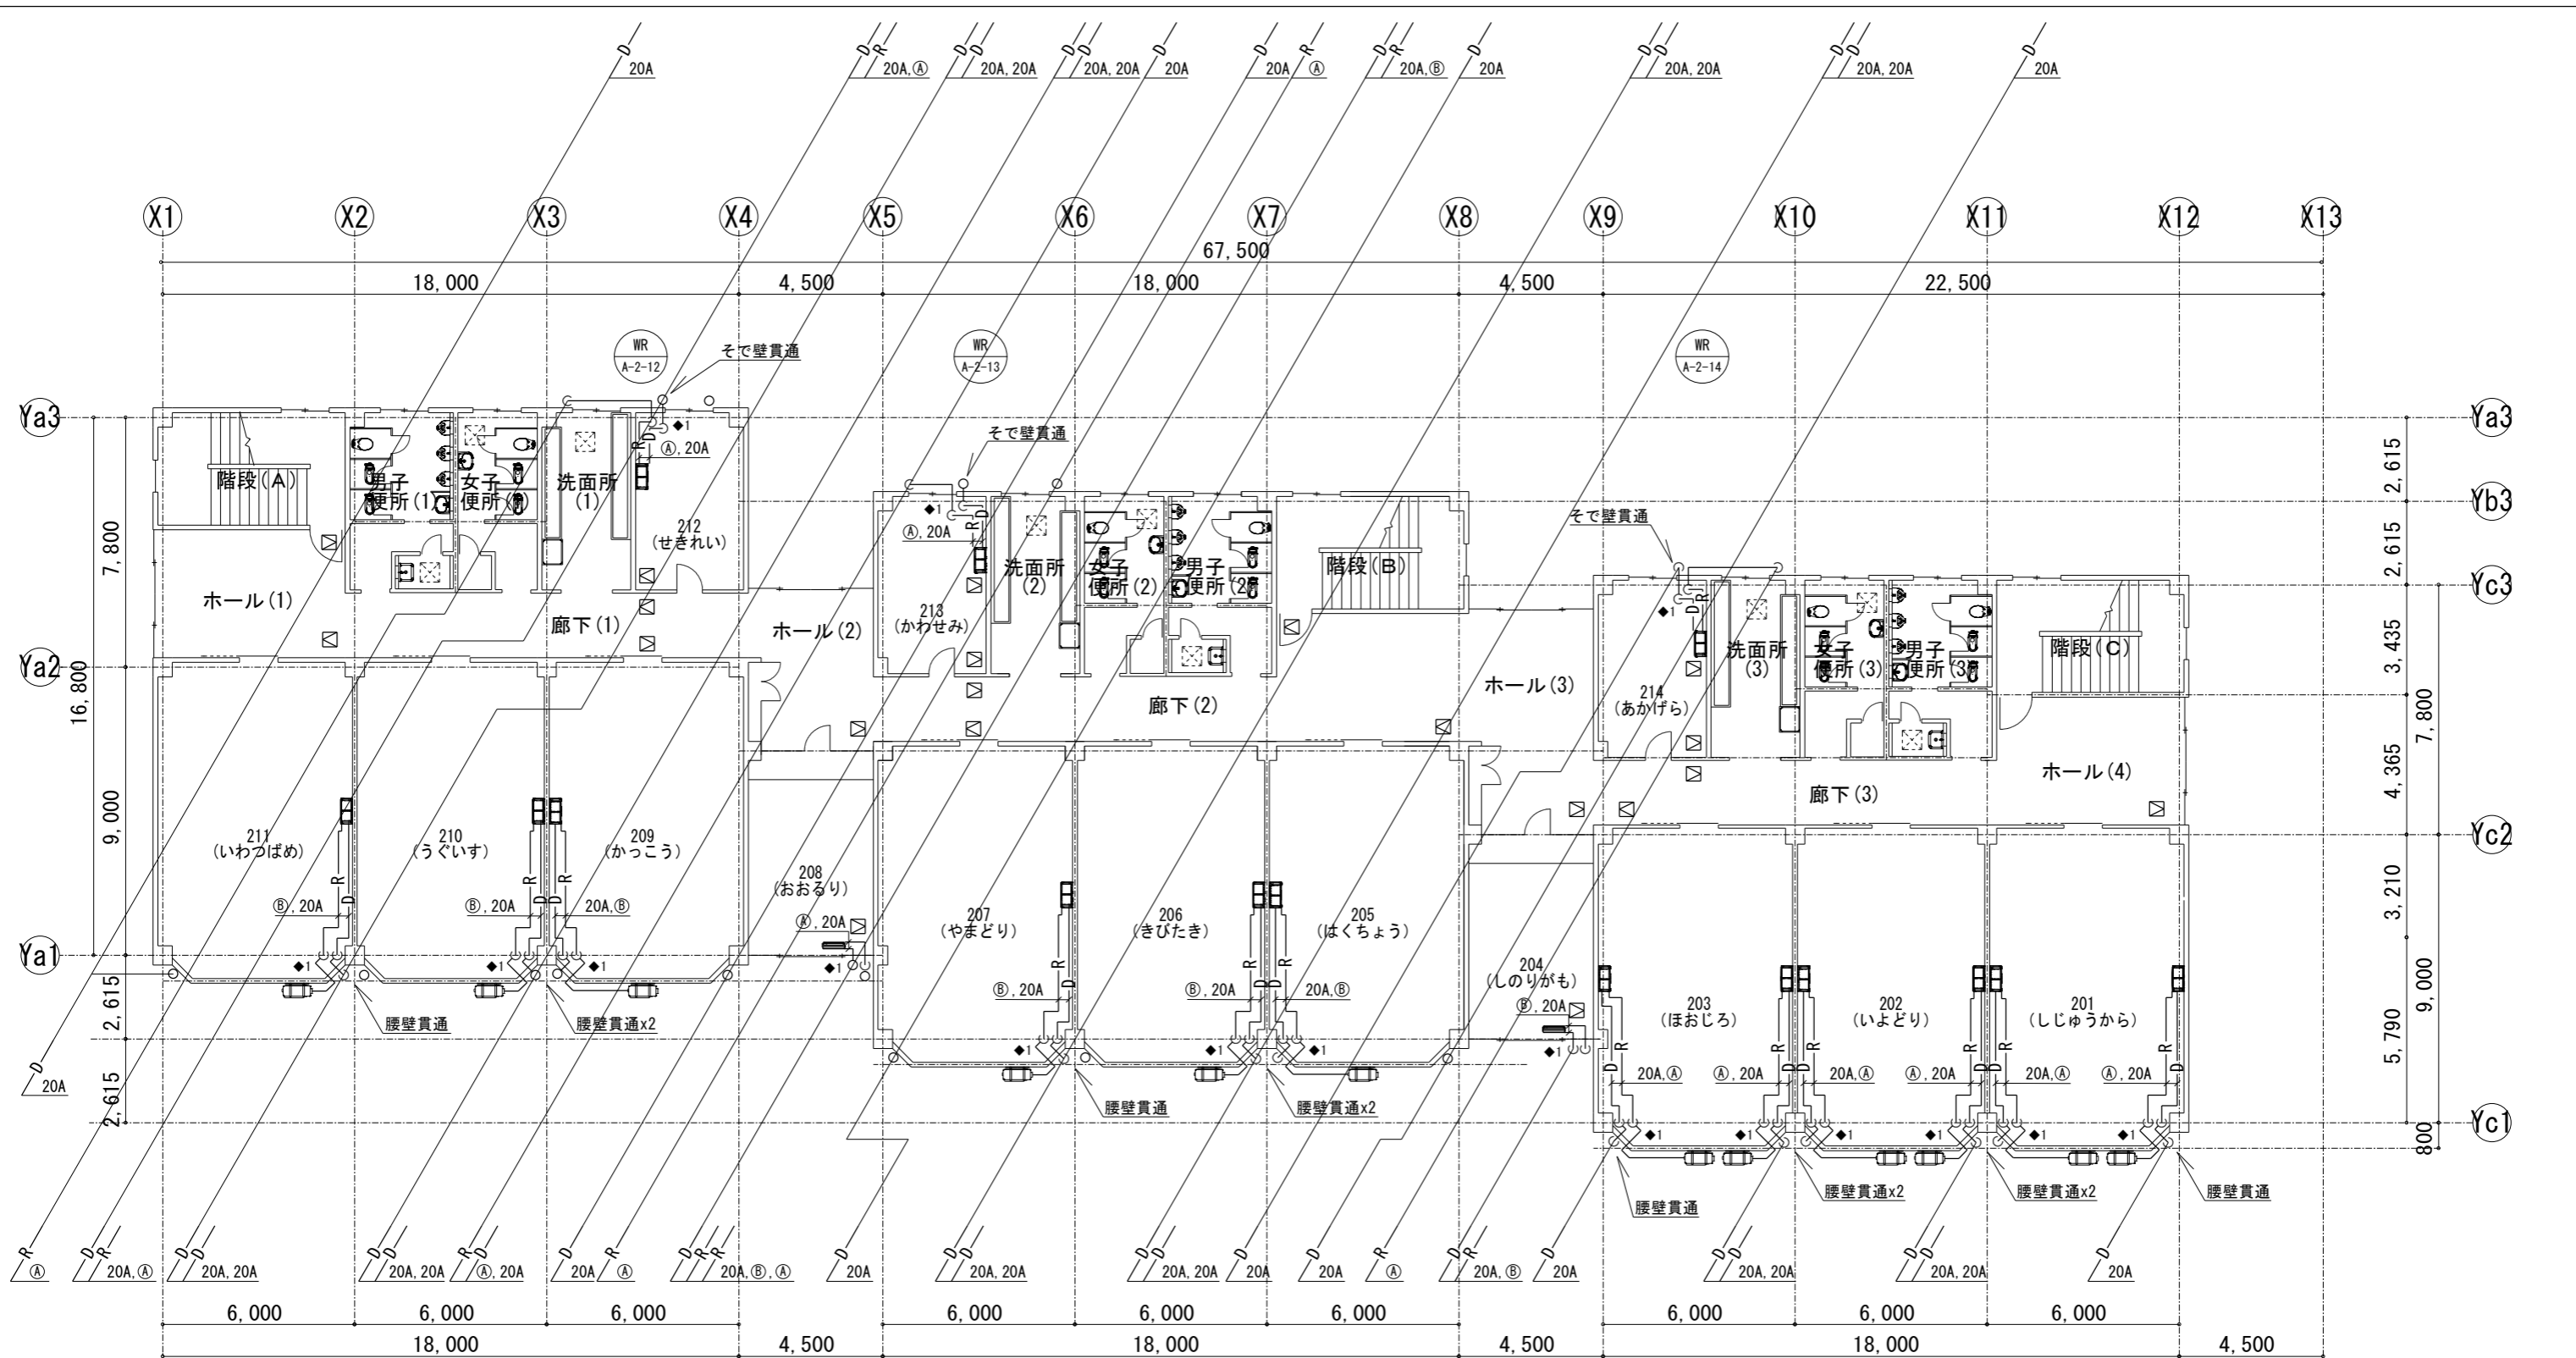 D
20A
D R
20A,Ⓐ
D D
20A,20A
D D
20A,20A
D
20A
D
20A
R
Ⓐ
D R
20A,Ⓑ
D
20A
D D
20A,20A
D D
20A,20A
D
20A
X1 X2 X3 X4 X5 X6 X7 X8 X9 X10 X11 X12 X13
67,500
18,000 4,500 18,000 4,500 22,500
WR
A-2-12
そで壁貫通
WR
A-2-13
WR
A-2-14
Ya3
Ya3
◆1
R D
Ⓐ,20A
そで壁貫通
2,615
階段(A)
男子
便所(1)
女子
便所(1)
洗面所
(1)
Yb3
212
(せきれい)
◆1
R D
Ⓐ,20A
そで壁貫通
7,800
2,615
洗面所
(2)
女子
便所(2)
男子
便所(2)
階段(B)
Yc3
ホール(1)
廊下(1)
ホール(2)
213
(かわせみ)
◆1
D R
3,435
洗面所
(3)
女子
便所(3)
男子
便所(3)
階段(C)
Ya2
16,800
廊下(2)
ホール(3)
214
(あかげら)
7,800
4,365
ホール(4)
廊下(3)
9,000
211
(いわつばめ)
210
(うぐいす)
209
(かっこう)
Yc2
208
(おおるり)
R
R
R
D
D
D
Ⓑ,20A
Ⓑ,20A
20A,Ⓑ
Ⓐ,20A
207
(やまどり)
206
(きびたき)
205
(はくちょう)
3,210
Ya1
◆1
◆1
◆1
◆1
R
R
R
D
D
D
Ⓑ,20A
Ⓑ,20A
20A,Ⓑ
204
(しのりがも)
Ⓑ,20A
203
(ほおじろ)
202
(いよどり)
201
(しじゅうから)
9,000
2,615
腰壁貫通
腰壁貫通x2
◆1
◆1
◆1
◆1
R
R
R
R
R
R
D
D
D
D
D
D
20A,Ⓐ
Ⓐ,20A
20A,Ⓐ
Ⓐ,20A
20A,Ⓐ
Ⓐ,20A
5,790
D
20A
2,615
腰壁貫通
腰壁貫通x2
Yc1
◆1
◆1
◆1
◆1
◆1
◆1
800
腰壁貫通
腰壁貫通x2
腰壁貫通x2
腰壁貫通
R
Ⓐ
D R
20A,Ⓐ
D D
20A,20A
D D
20A,20A
R D
Ⓐ,20A
D
20A
R
Ⓐ
D R R
20A,Ⓑ,Ⓐ
D
20A
D D
20A,20A
D D
20A,20A
D
20A
D
20A
R
Ⓐ
D R
20A,Ⓑ
D
20A
D D
20A,20A
D D
20A,20A
D
20A
6,000 6,000 6,000 6,000 6,000 6,000 6,000 6,000 6,000
18,000 4,500 18,000 4,500 18,000 4,500